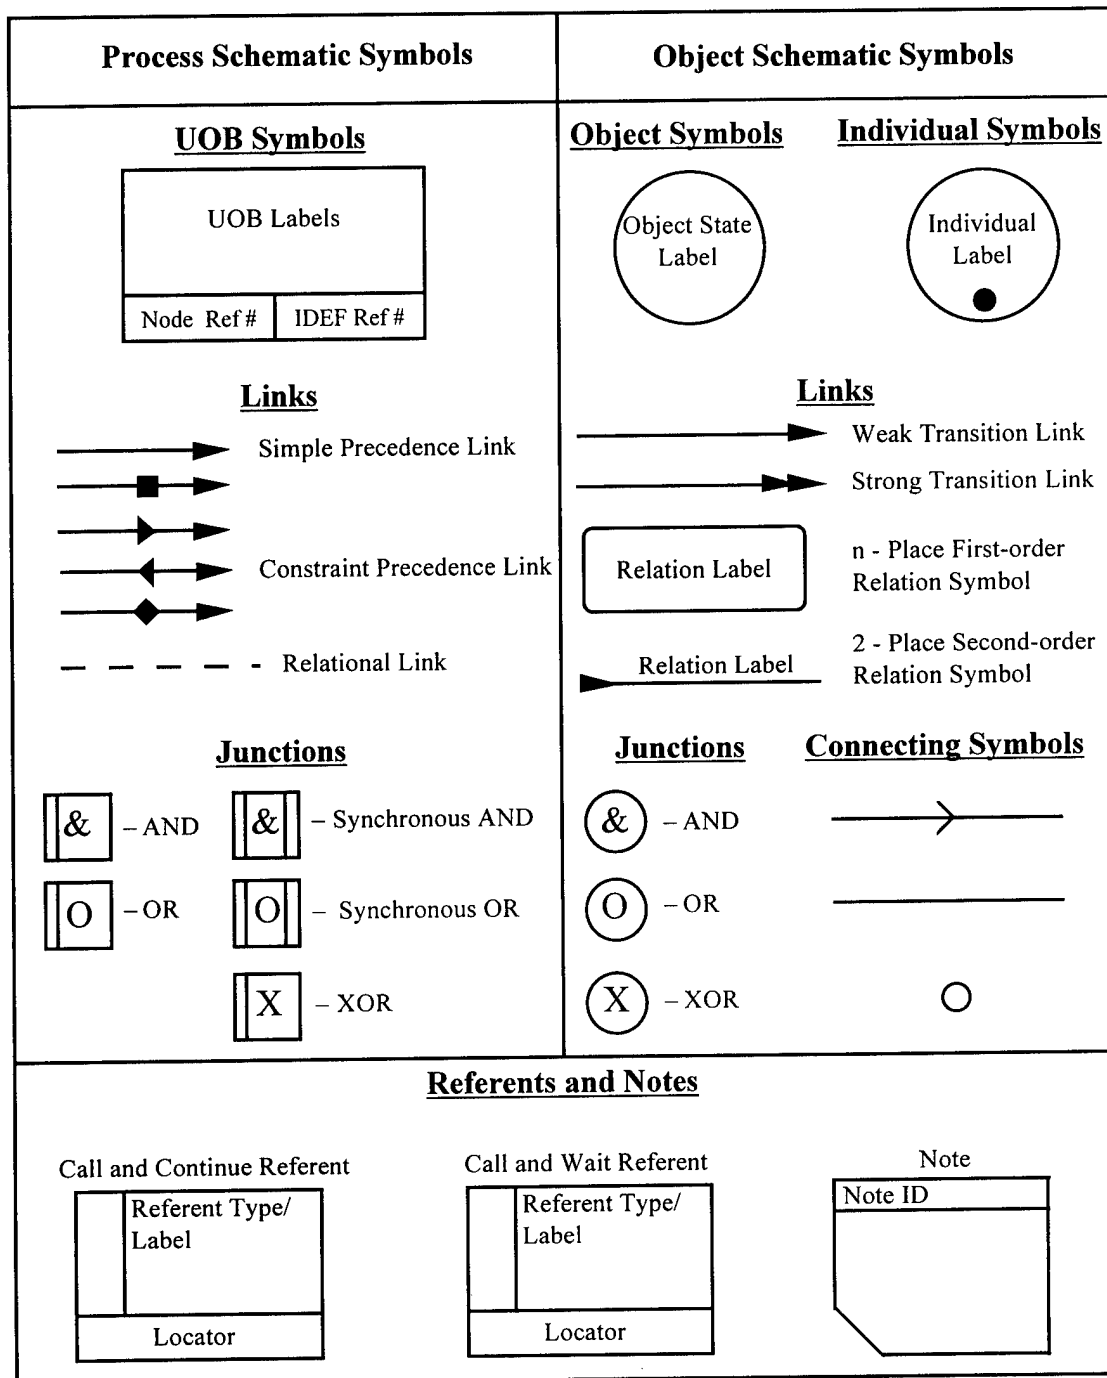 Process Schematic Symbols
Object Schematic Symbols
UOB Symbols
UOB Labels
Node Ref #
IDEF Ref #
Links
Simple Precedence Link
Constraint Precedence Link
Relational Link
Junctions
& – AND
& – Synchronous AND
O – OR
O – Synchronous OR
X – XOR
Object Symbols
Individual Symbols
Object State
Label
Individual
Label
Links
Weak Transition Link
Strong Transition Link
Relation Label
n - Place First-order
Relation Symbol
Relation Label
2 - Place Second-order
Relation Symbol
Junctions
Connecting Symbols
& – AND
O – OR
X – XOR
Referents and Notes
Call and Continue Referent
Referent Type/
Label
Locator
Call and Wait Referent
Referent Type/
Label
Locator
Note
Note ID